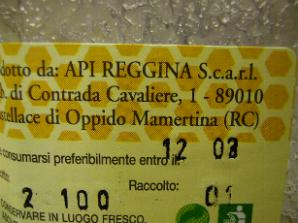 dotto da: API REGGINA S.c.a.r.l.
b. di Contrada Cavaliere, 1 - 89010
stellace di Oppido Mamertina (RC)
consumarsi preferibilmente entro il: 12 03
Raccolto:
2 100 01
CONSERVARE IN LUOGO FRESCO,